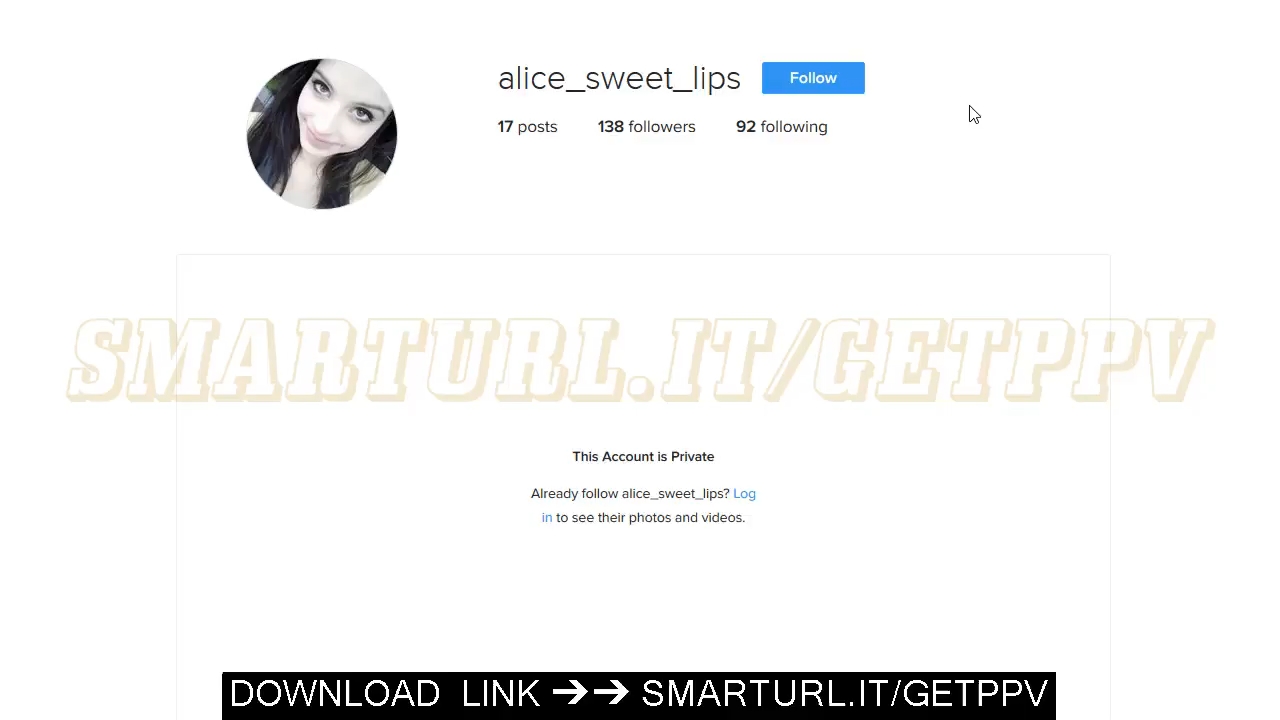 alice_sweet_lips Follow
17 posts 138 followers 92 following
SMARTURL.IT/GETPPV
This Account is Private
Already follow alice_sweet_lips? Log
in to see their photos and videos.
DOWNLOAD LINK →→ SMARTURL.IT/GETPPV